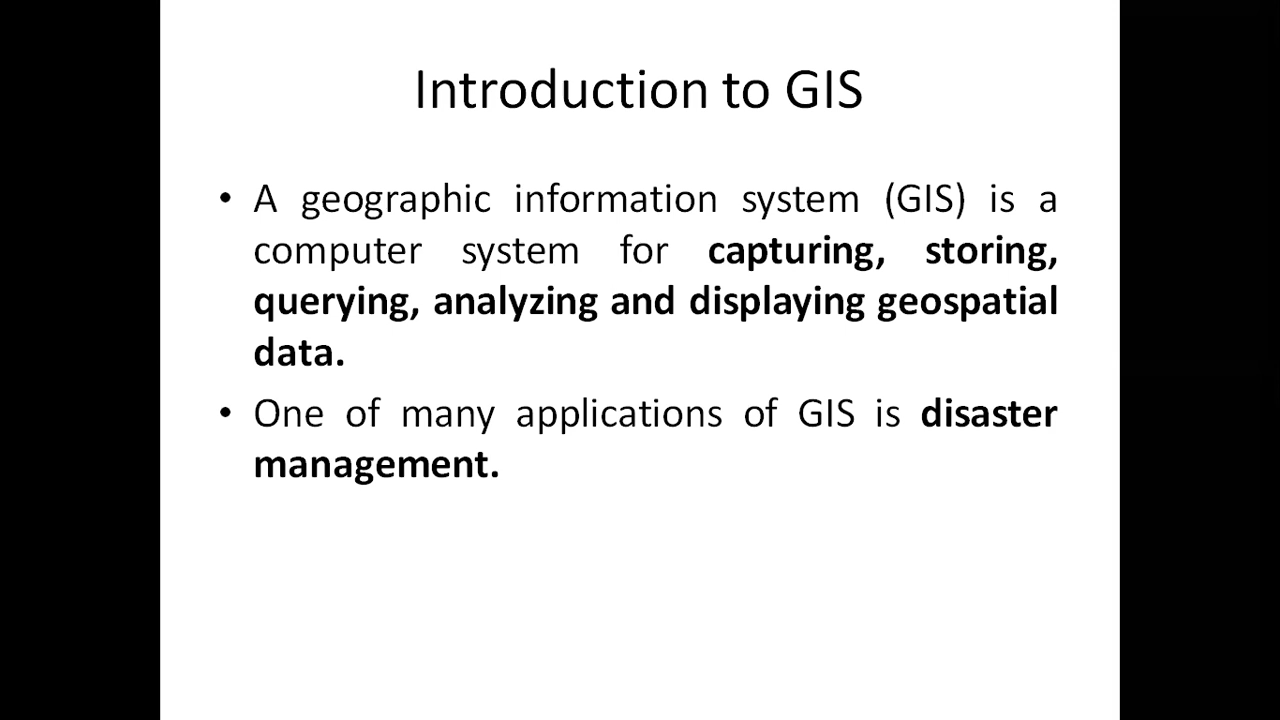 Introduction to GIS
• A geographic information system (GIS) is a
computer system for capturing, storing,
querying, analyzing and displaying geospatial
data.
• One of many applications of GIS is disaster
management.